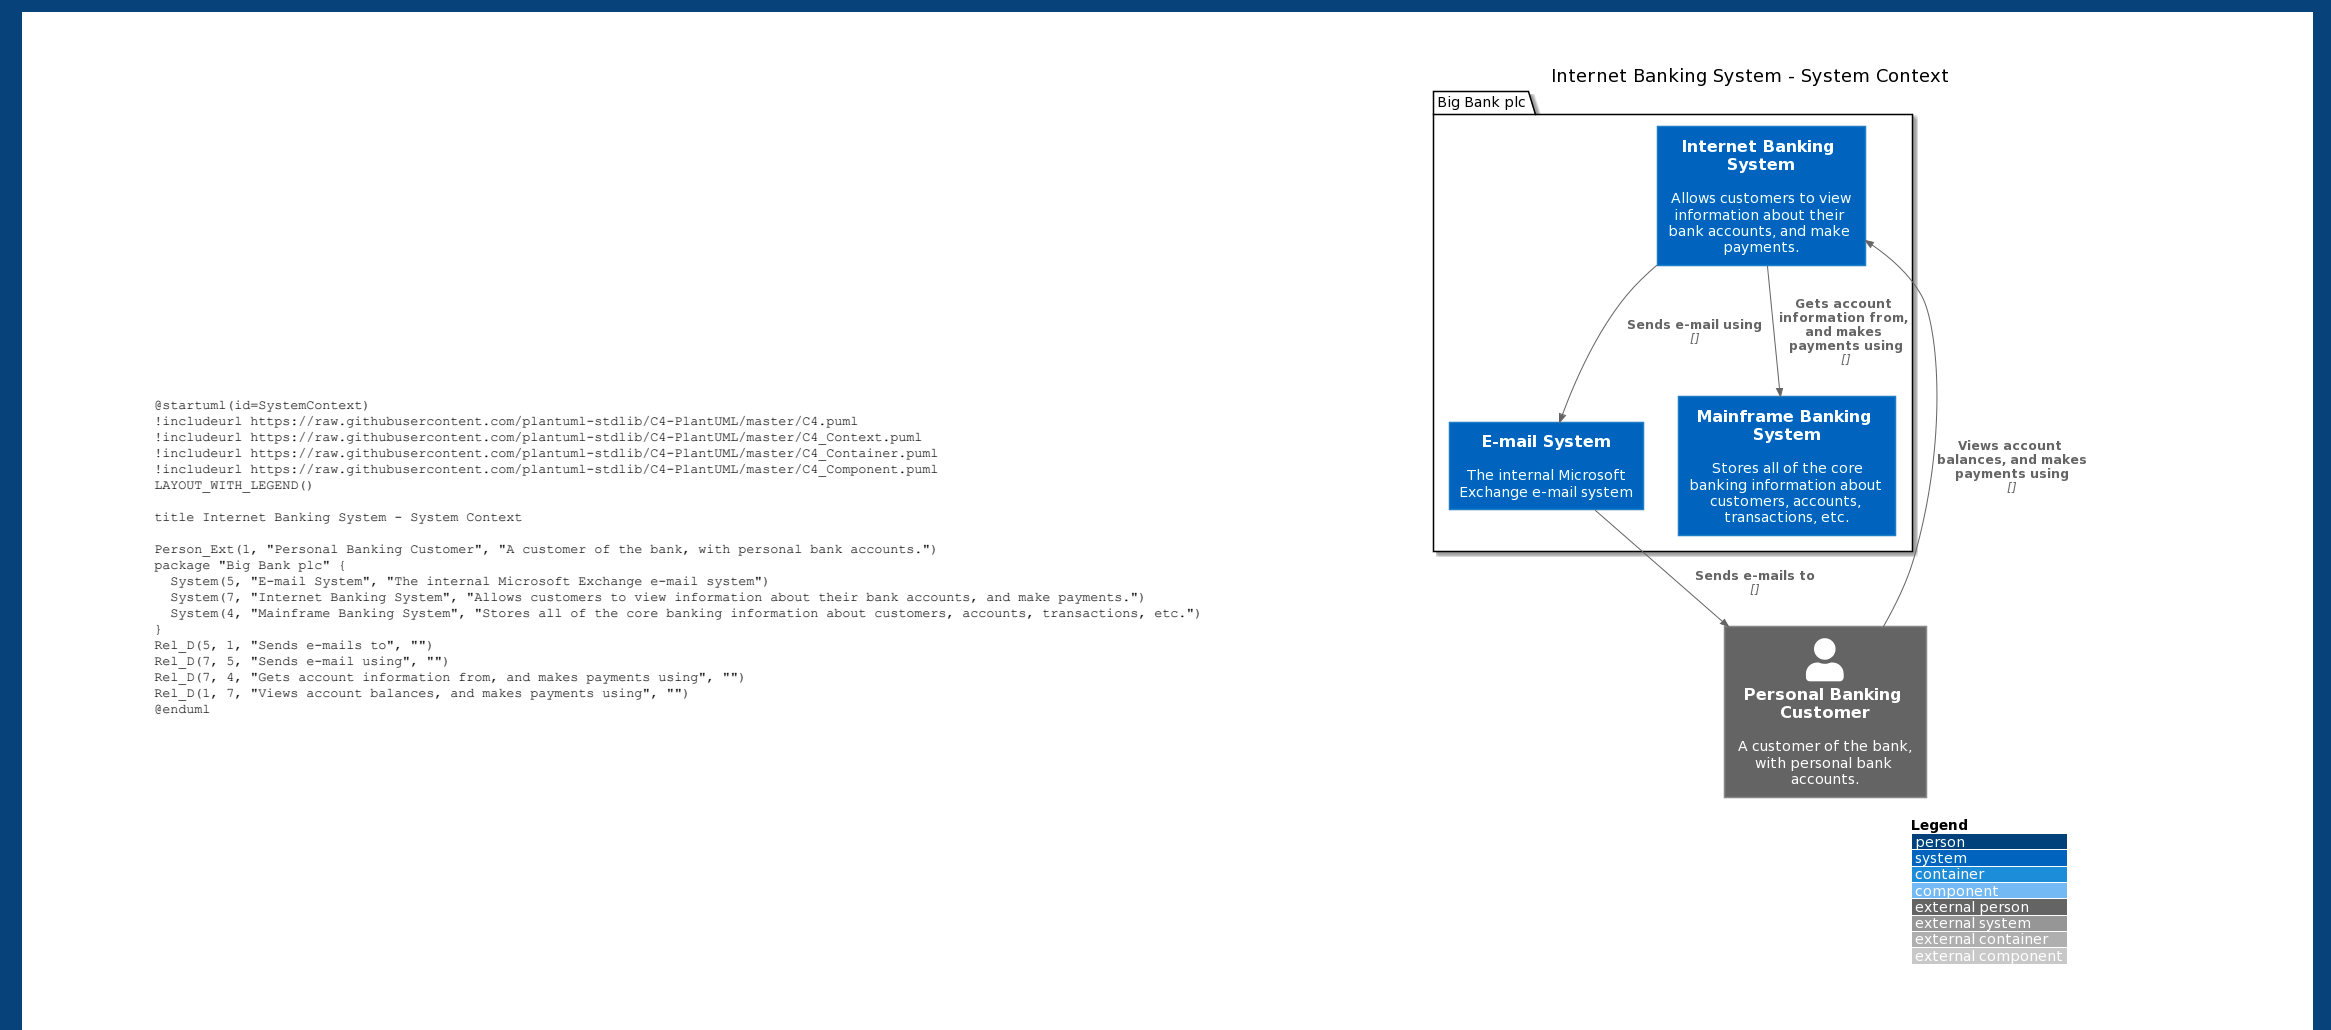 @startuml(id=SystemContext)
!includeurl https://raw.githubusercontent.com/plantuml-stdlib/C4-PlantUML/master/C4.puml
!includeurl https://raw.githubusercontent.com/plantuml-stdlib/C4-PlantUML/master/C4_Context.puml
!includeurl https://raw.githubusercontent.com/plantuml-stdlib/C4-PlantUML/master/C4_Container.puml
!includeurl https://raw.githubusercontent.com/plantuml-stdlib/C4-PlantUML/master/C4_Component.puml
LAYOUT_WITH_LEGEND()
title Internet Banking System - System Context
Person_Ext(1, "Personal Banking Customer", "A customer of the bank, with personal bank accounts.")
package "Big Bank plc" {
  System(5, "E-mail System", "The internal Microsoft Exchange e-mail system")
  System(7, "Internet Banking System", "Allows customers to view information about their bank accounts, and make payments.")
  System(4, "Mainframe Banking System", "Stores all of the core banking information about customers, accounts, transactions, etc.")
}
Rel_D(5, 1, "Sends e-mails to", "")
Rel_D(7, 5, "Sends e-mail using", "")
Rel_D(7, 4, "Gets account information from, and makes payments using", "")
Rel_D(1, 7, "Views account balances, and makes payments using", "")
@enduml
Internet Banking System - System Context
Big Bank plc
Internet Banking
System
Allows customers to view
information about their
bank accounts, and make
payments.
Sends e-mail using
[]
Gets account
information from,
and makes
payments using
[]
E-mail System
The internal Microsoft
Exchange e-mail system
Mainframe Banking
System
Stores all of the core
banking information about
customers, accounts,
transactions, etc.
Views account
balances, and makes
payments using
[]
Sends e-mails to
[]
Personal Banking
Customer
A customer of the bank,
with personal bank
accounts.
Legend
person
system
container
component
external person
external system
external container
external component